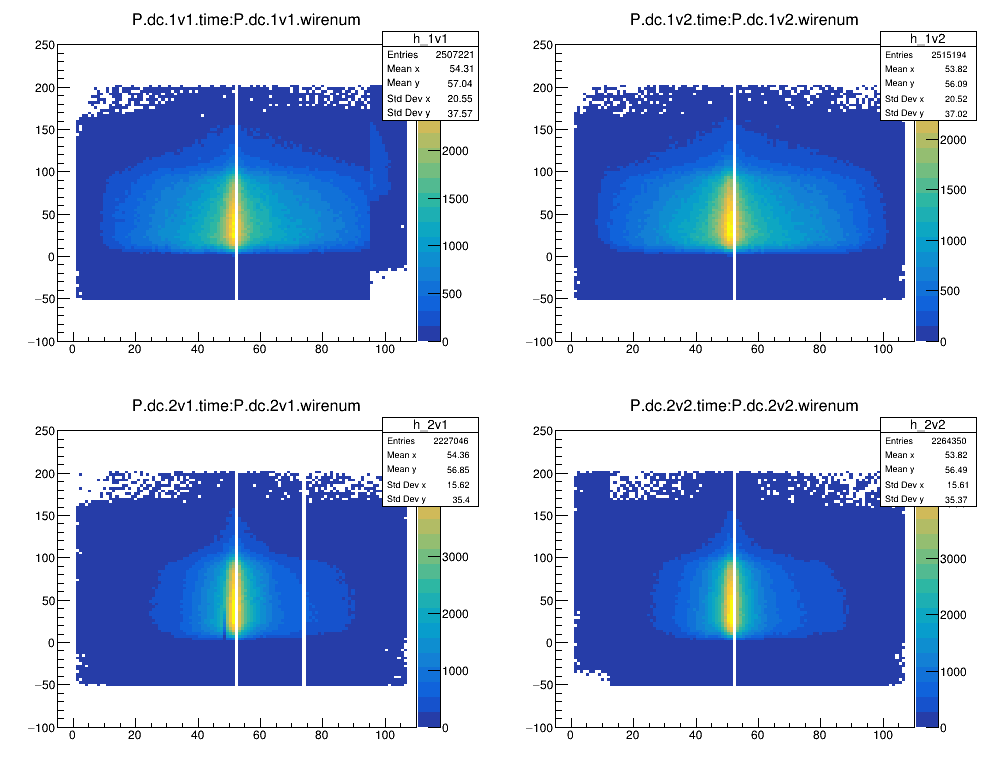 P.dc.1v1.time:P.dc.1v1.wirenum
h_1v1
Entries 2507221
Mean x 54.31
Mean y 57.04
Std Dev x 20.55
Std Dev y 37.57
250
200
150
100
50
0
−50
−100
0 20 40 60 80 100
2000
1500
1000
500
0
P.dc.1v2.time:P.dc.1v2.wirenum
h_1v2
Entries 2515194
Mean x 53.82
Mean y 56.09
Std Dev x 20.52
Std Dev y 37.02
250
200
150
100
50
0
−50
−100
0 20 40 60 80 100
2000
1500
1000
500
0
P.dc.2v1.time:P.dc.2v1.wirenum
h_2v1
Entries 2227046
Mean x 54.36
Mean y 56.85
Std Dev x 15.62
Std Dev y 35.4
250
200
150
100
50
0
−50
−100
0 20 40 60 80 100
3000
2000
1000
0
P.dc.2v2.time:P.dc.2v2.wirenum
h_2v2
Entries 2264350
Mean x 53.82
Mean y 56.49
Std Dev x 15.61
Std Dev y 35.37
250
200
150
100
50
0
−50
−100
0 20 40 60 80 100
3000
2000
1000
0